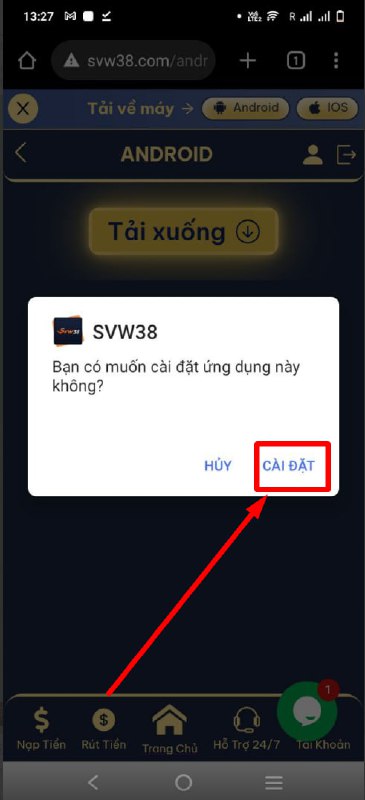 13:27
R
1
svw38.com/andr
Tải về máy → Android IOS
ANDROID
Tải xuống
SVW38
SVW38
Bạn có muốn cài đặt ứng dụng này
không?
HỦY CÀI ĐẶT
1
Nạp Tiền Rút Tiền Trang Chủ Hỗ Trợ 24/7 Tài Khoản